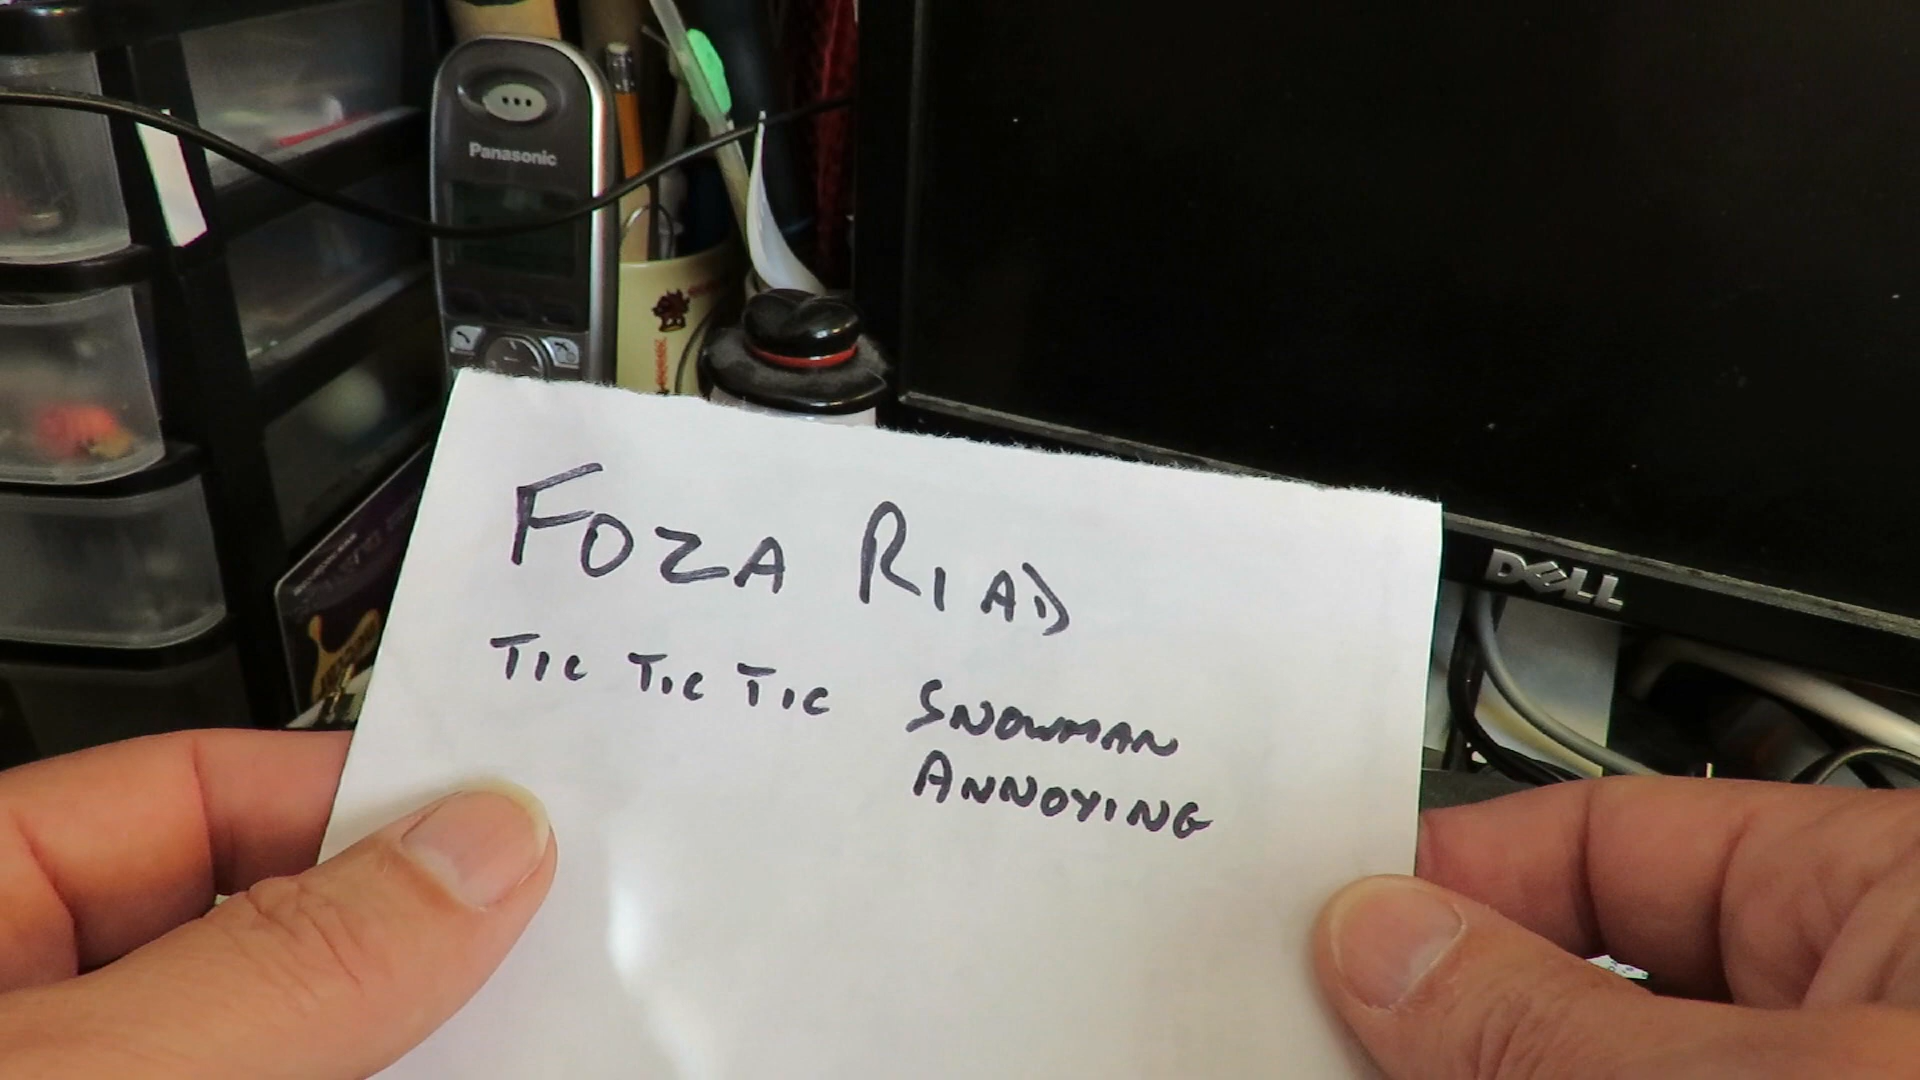 Panasonic
FOZA RIAD
TIC TIC TIC SNOWMAN
ANNOYING
DELL